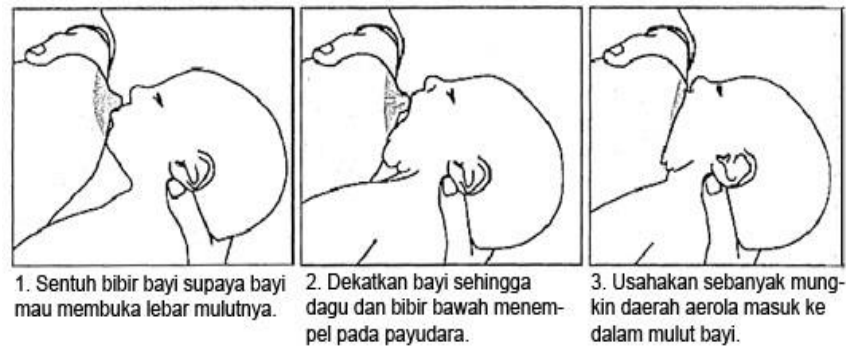 1. Sentuh bibir bayi supaya bayi
mau membuka lebar mulutnya.
2. Dekatkan bayi sehingga
dagu dan bibir bawah menem-
pel pada payudara.
3. Usahakan sebanyak mung-
kin daerah aerola masuk ke
dalam mulut bayi.